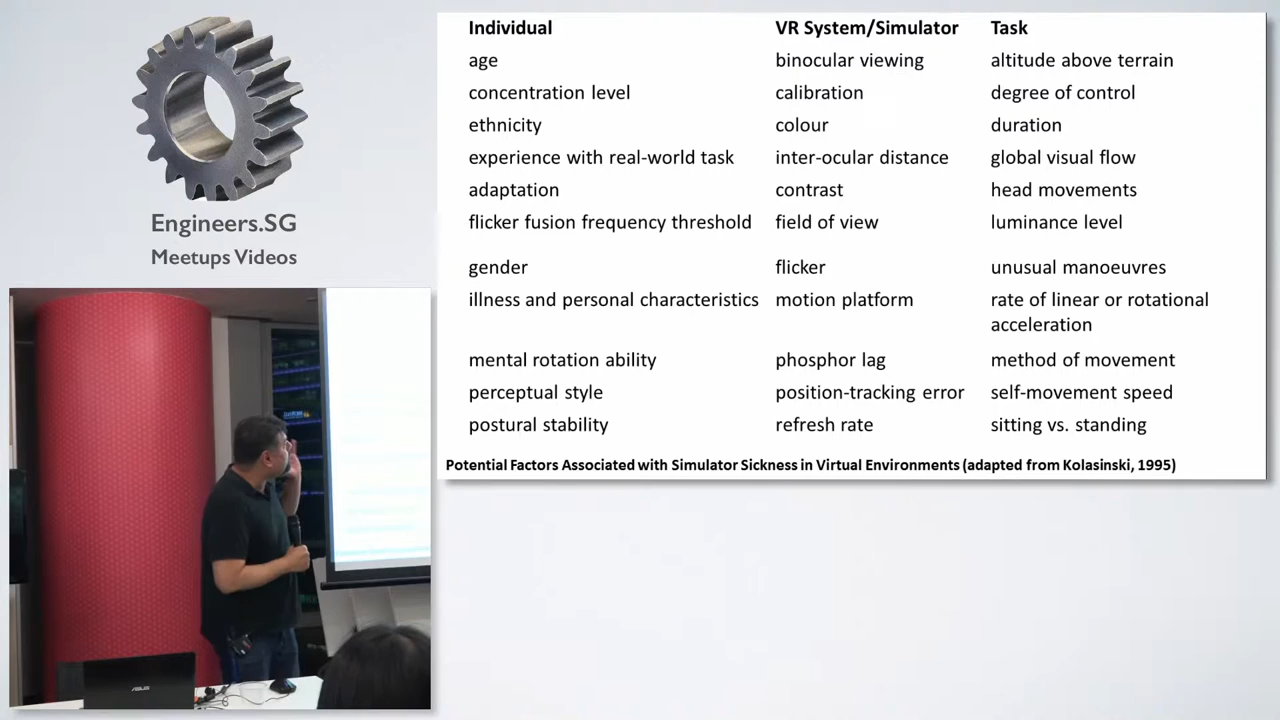 Engineers.SG
Meetups Videos
Individual VR System/Simulator Task
age binocular viewing altitude above terrain
concentration level calibration degree of control
ethnicity colour duration
experience with real-world task inter-ocular distance global visual flow
adaptation contrast head movements
flicker fusion frequency threshold field of view luminance level
gender flicker unusual manoeuvres
illness and personal characteristics motion platform rate of linear or rotational
acceleration
mental rotation ability phosphor lag method of movement
perceptual style position-tracking error self-movement speed
postural stability refresh rate sitting vs. standing
Potential Factors Associated with Simulator Sickness in Virtual Environments (adapted from Kolasinski, 1995)
ASUS